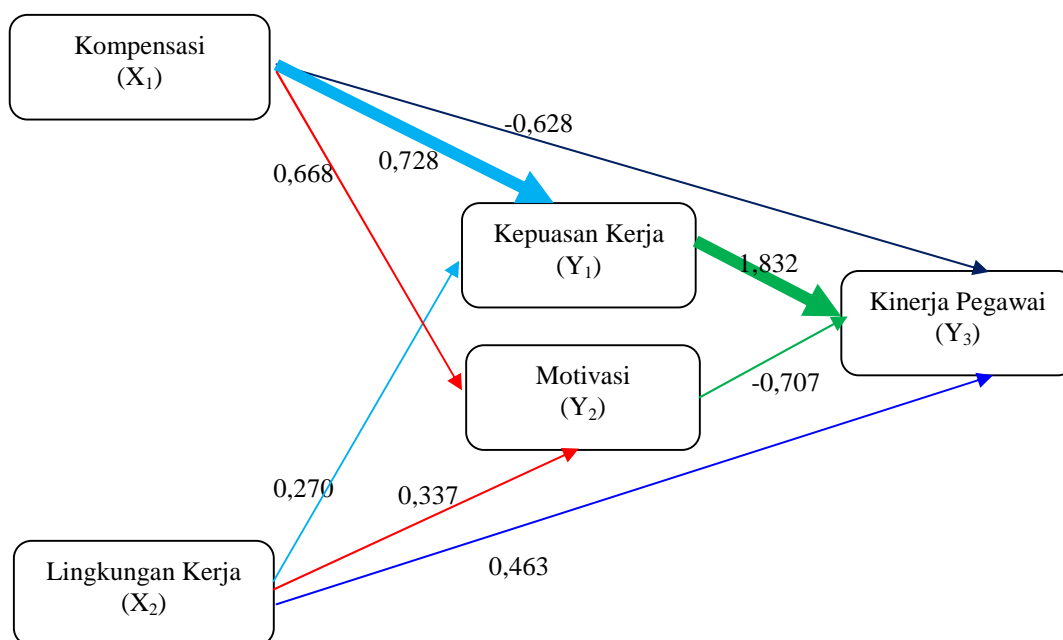 Kompensasi
(X₁)
-0,628
0,728
0,668
Kepuasan Kerja
(Y₁)
1,832
Kinerja Pegawai
(Y₃)
Motivasi
(Y₂)
-0,707
0,270
0,337
0,463
Lingkungan Kerja
(X₂)